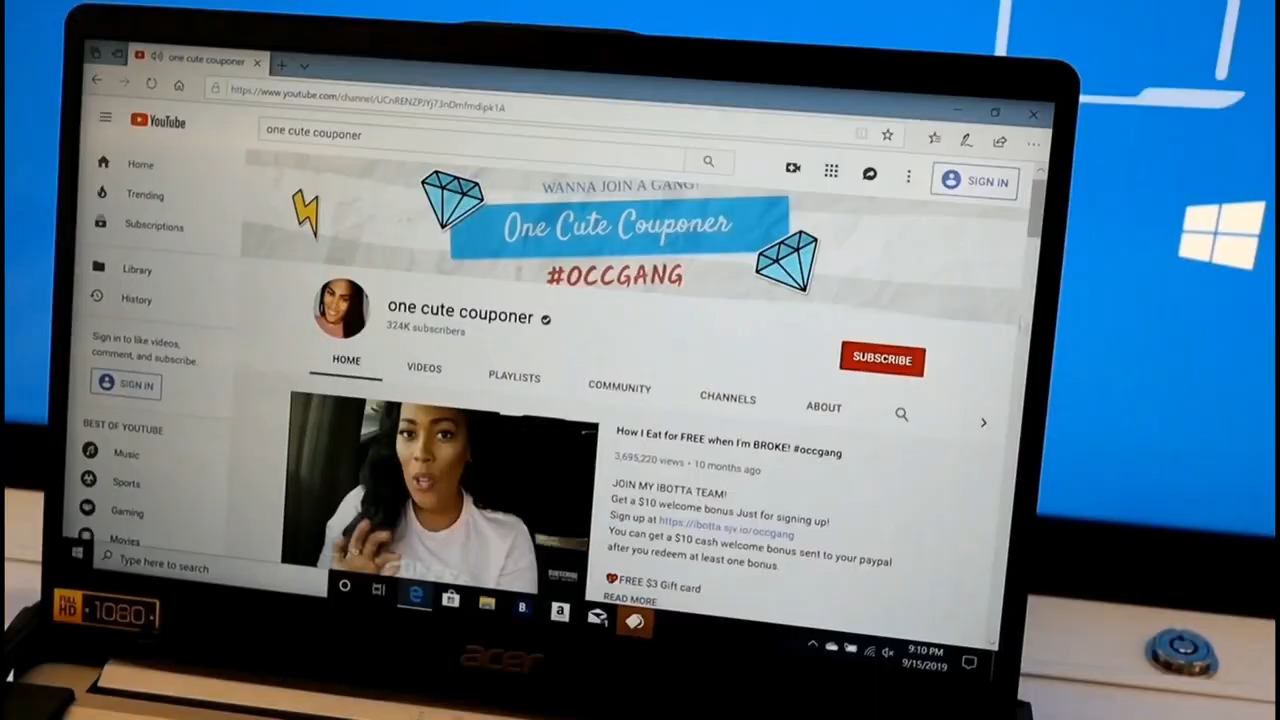 one cute couponer
https://www.youtube.com/channel/UCnRENZPJYj73nDmfmdipk1A
YouTube
one cute couponer
SIGN IN
Home
Trending
Subscriptions
Library
History
Sign in to like videos,
comment, and subscribe.
SIGN IN
BEST OF YOUTUBE
Music
Sports
Gaming
Movies
WANNA JOIN A GANG?
One Cute Couponer
#OCCGANG
one cute couponer
324K subscribers
SUBSCRIBE
HOME
VIDEOS
PLAYLISTS
COMMUNITY
CHANNELS
ABOUT
How I Eat for FREE when I'm BROKE! #occgang
3,695,220 views • 10 months ago
JOIN MY IBOTTA TEAM!
Get a $10 welcome bonus Just for signing up!
Sign up at https://ibotta.sjv.io/occgang
You can get a $10 cash welcome bonus sent to your paypal
after you redeem at least one bonus.
FREE $3 Gift card
READ MORE
SUBSCRIBE
Type here to search
B.
a
9:10 PM
9/15/2019
FULL HD 1080
acer